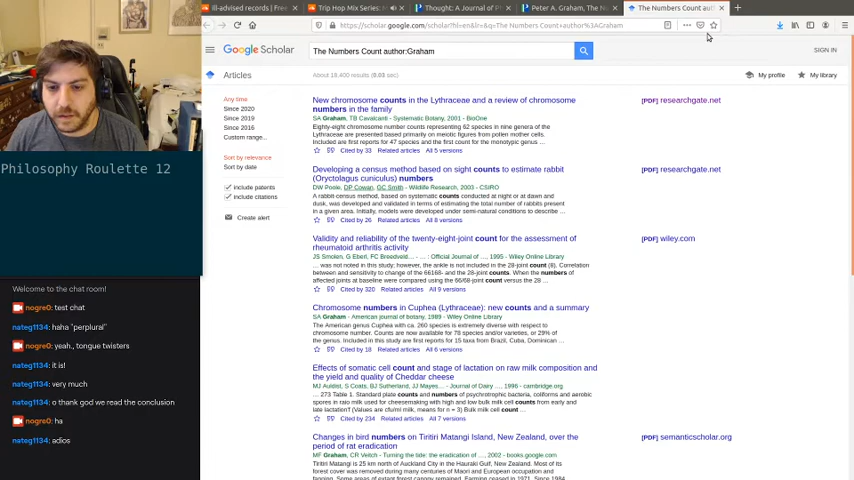 ill-advised records | Free
Trip Hop Mix Series:
Thought: A Journal of P
Peter A. Graham, The N
The Numbers Count au
https://scholar.google.com/scholar?hl=en&lr=&q=The Numbers Count+author%3AGraham
Google Scholar
The Numbers Count author:Graham
SIGN IN
Articles
About 18,400 results (0.03 sec)
My profile
My library
Any time
Since 2020
Since 2019
Since 2016
Custom range...
Sort by relevance
Sort by date
include patents
include citations
Create alert
New chromosome counts in the Lythraceae and a review of chromosome
numbers in the family
SA Graham, TB Cavalcanti - Systematic Botany, 2001 - BioOne
Eighty-eight chromosome number counts representing 62 species in nine genera of the
Lythraceae are presented based primarily on meiotic figures from pollen mother cells.
Included are first reports for 47 species and the first count for the monotypic genus ...
Cited by 33 Related articles All 5 versions
[PDF] researchgate.net
Developing a census method based on sight counts to estimate rabbit
(Oryctolagus cuniculus) numbers
DW Poole, DP Cowan, GC Smith - Wildlife Research, 2003 - CSIRO
A rabbit-census method, based on systematic counts conducted at night or at dawn and
dusk, was developed and validated in terms of estimating the total number of rabbits present
in a given area. Initially, models were developed under semi-natural conditions to describe ...
Cited by 26 Related articles All 8 versions
[PDF] researchgate.net
Validity and reliability of the twenty-eight-joint count for the assessment of
rheumatoid arthritis activity
JS Smolen, G Eberl, FC Breedveld... - ... : Official Journal of ..., 1995 - Wiley Online Library
... was not noted in this study; however, the ankle is not included in the 28-joint count (8). Correlation
between and sensitivity to change of the 66168- and the 28-joint counts. When the numbers of
affected joints at baseline were compared using the 66/68-joint count versus the 28 ...
Cited by 320 Related articles All 9 versions
[PDF] wiley.com
Chromosome numbers in Cuphea (Lythraceae): new counts and a summary
SA Graham - American journal of botany, 1989 - Wiley Online Library
The American genus Cuphea with ca. 260 species is extremely diverse with respect to
chromosome number. Counts are now available for 78 species and/or varieties, or 29% of
the genus. Included in this study are first reports for 15 taxa from Brazil, Cuba, Dominican ...
Cited by 18 Related articles All 6 versions
Effects of somatic cell count and stage of lactation on raw milk composition
and the yield and quality of Cheddar cheese
MJ Auldist, S Coats, BJ Sutherland, JJ Mayes... - Journal of Dairy ..., 1996 - cambridge.org
... 273 Table 1. Standard plate counts and numbers of psychrotrophic bacteria, coliforms and aerobic
spores in raio milk used for cheesemaking with high and low bulk milk cell counts from early and
late lactation† (Values are cfu/ml milk, means for n = 3) Bulk milk cell count ...
Cited by 234 Related articles All 7 versions
Changes in bird numbers on Tiritiri Matangi Island, New Zealand, over the
period of rat eradication
MF Graham, CR Veitch - Turning the tide: the eradication of ..., 2002 - books.google.com
Tiritiri Matangi is 25 km north of Auckland City in the Hauraki Gulf, New Zealand. Most of its
forest cover was removed during many centuries of Maori and European occupation and
[PDF] semanticscholar.org
Philosophy Roulette 12
Welcome to the chat room!
nogre0: test chat
nateg1134: haha "perplural"
nogre0: yeah., tongue twisters
nateg1134: it is!
nateg1134: very much
nateg1134: o thank god we read the conclusion
nogre0: ha
nateg1134: adios